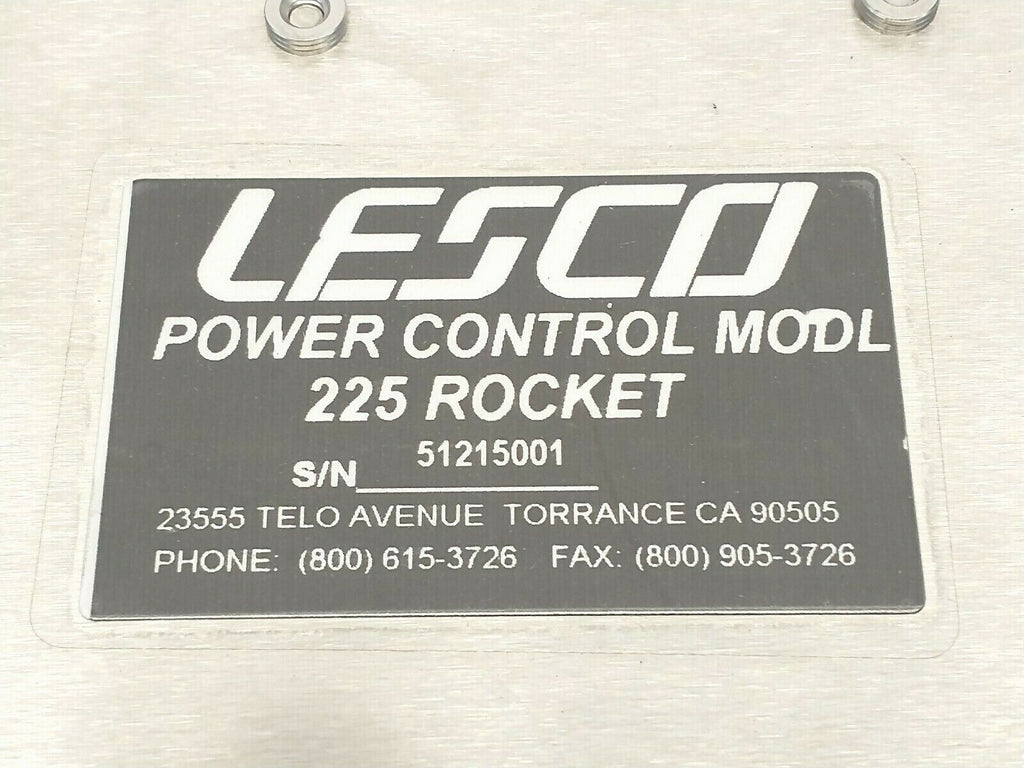 LESCO
POWER CONTROL MODL
225 ROCKET
51215001
S/N
23555 TELO AVENUE TORRANCE CA 90505
PHONE: (800) 615-3726 FAX: (800) 905-3726